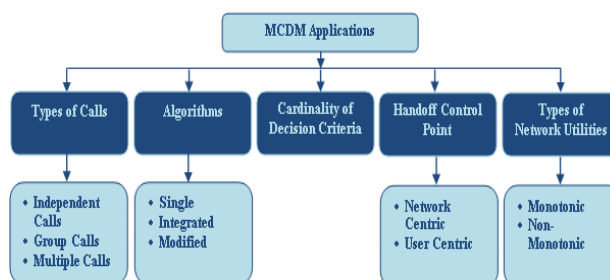 MCDM Applications
Types of Calls
Algorithms
Cardinality of
Decision Criteria
Handoff Control
Point
Types of
Network Utilities
• Independent
Calls
• Group Calls
• Multiple Calls
• Single
• Integrated
• Modified
• Network
Centric
• User Centric
• Monotonic
• Non-
Monotonic